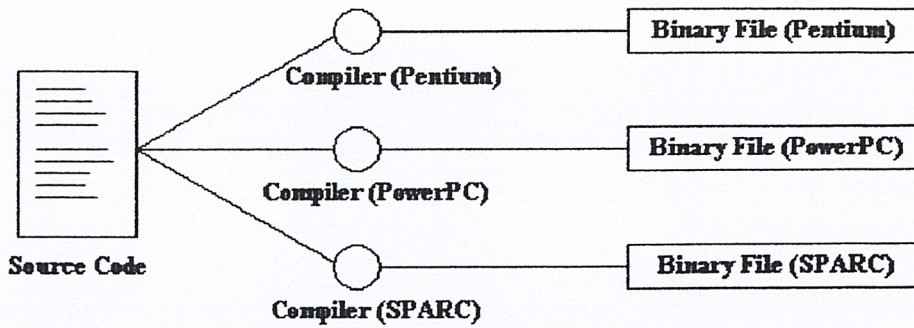 Binary File (Pentium)
Compiler (Pentium)
Binary File (PowerPC)
Compiler (PowerPC)
Source Code
Binary File (SPARC)
Compiler (SPARC)